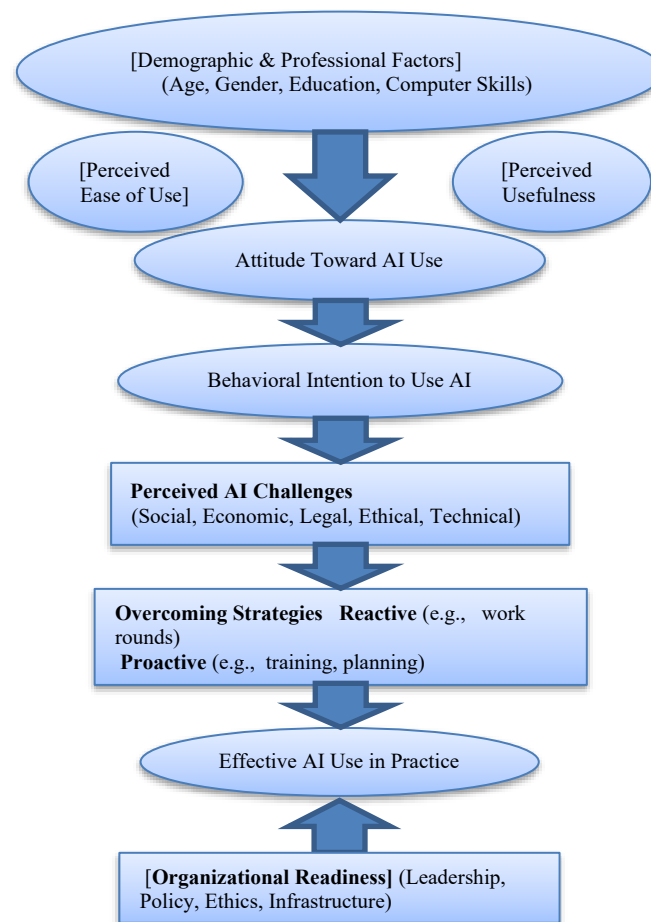 [Demographic & Professional Factors]
(Age, Gender, Education, Computer Skills)
[Perceived
Ease of Use]
[Perceived
Usefulness
Attitude Toward AI Use
Behavioral Intention to Use AI
Perceived AI Challenges
(Social, Economic, Legal, Ethical, Technical)
Overcoming Strategies Reactive (e.g., work
rounds)
Proactive (e.g., training, planning)
Effective AI Use in Practice
[Organizational Readiness] (Leadership,
Policy, Ethics, Infrastructure)